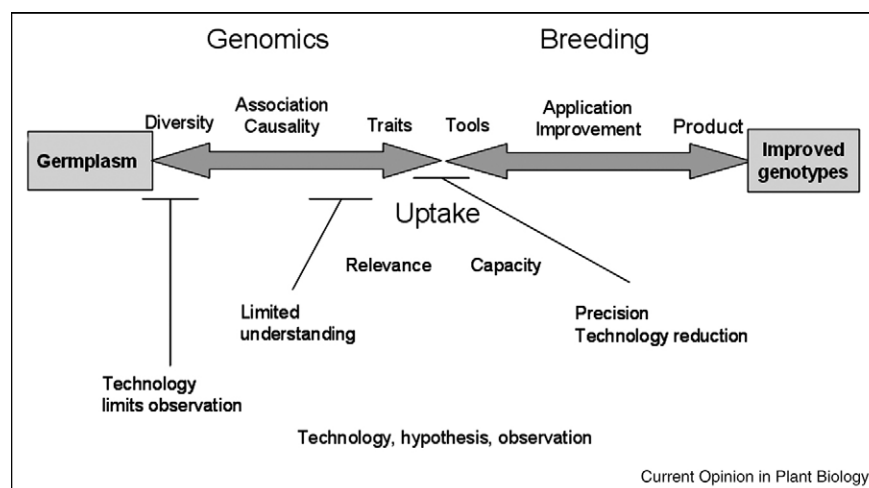 Genomics
Breeding
Diversity
Association
Causality
Traits
Tools
Application
Improvement
Product
Germplasm
Improved
genotypes
Uptake
Relevance
Capacity
Limited
understanding
Precision
Technology reduction
Technology
limits observation
Technology, hypothesis, observation
Current Opinion in Plant Biology